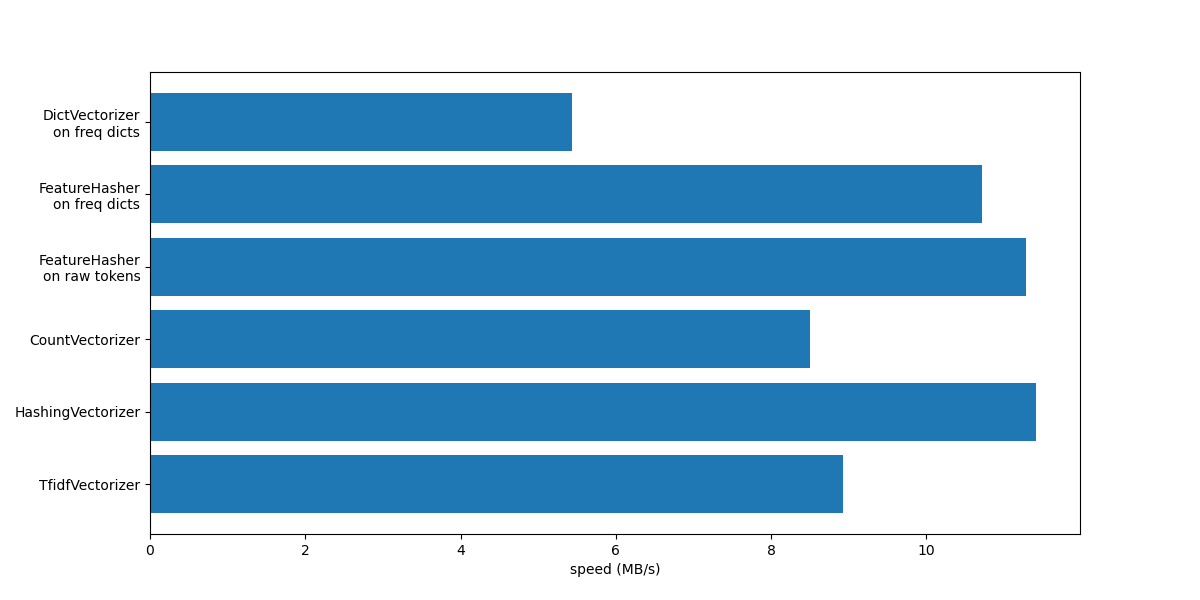 DictVectorizer
on freq dicts
FeatureHasher
on freq dicts
FeatureHasher
on raw tokens
CountVectorizer
HashingVectorizer
TfidfVectorizer
0 2 4 6 8 10
speed (MB/s)